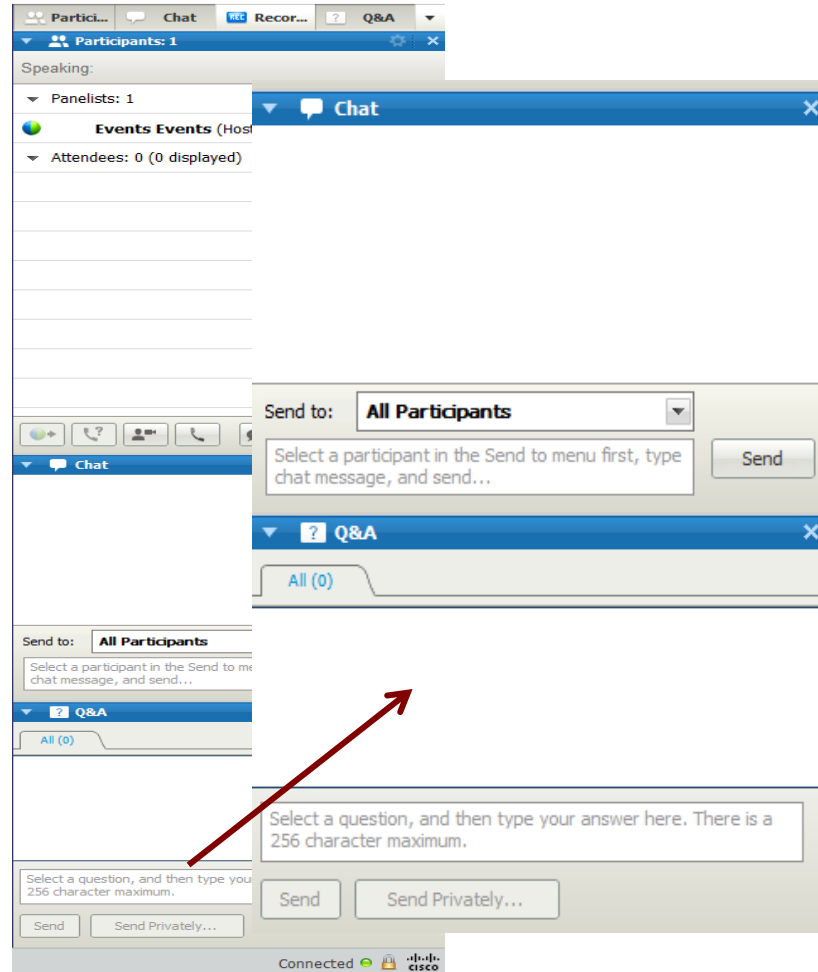 Partici... Chat REC Recor... ? Q&A
Participants: 1
Speaking:
Panelists: 1
Events Events (Host
Attendees: 0 (0 displayed)
Chat
Send to: All Participants
Select a participant in the Send to me
chat message, and send...
? Q&A
All (0)
Select a question, and then type you
256 character maximum.
Send Send Privately...
Connected
CISCO
Chat
Send to: All Participants
Select a participant in the Send to menu first, type
chat message, and send...
Send
? Q&A
All (0)
Select a question, and then type your answer here. There is a
256 character maximum.
Send Send Privately...